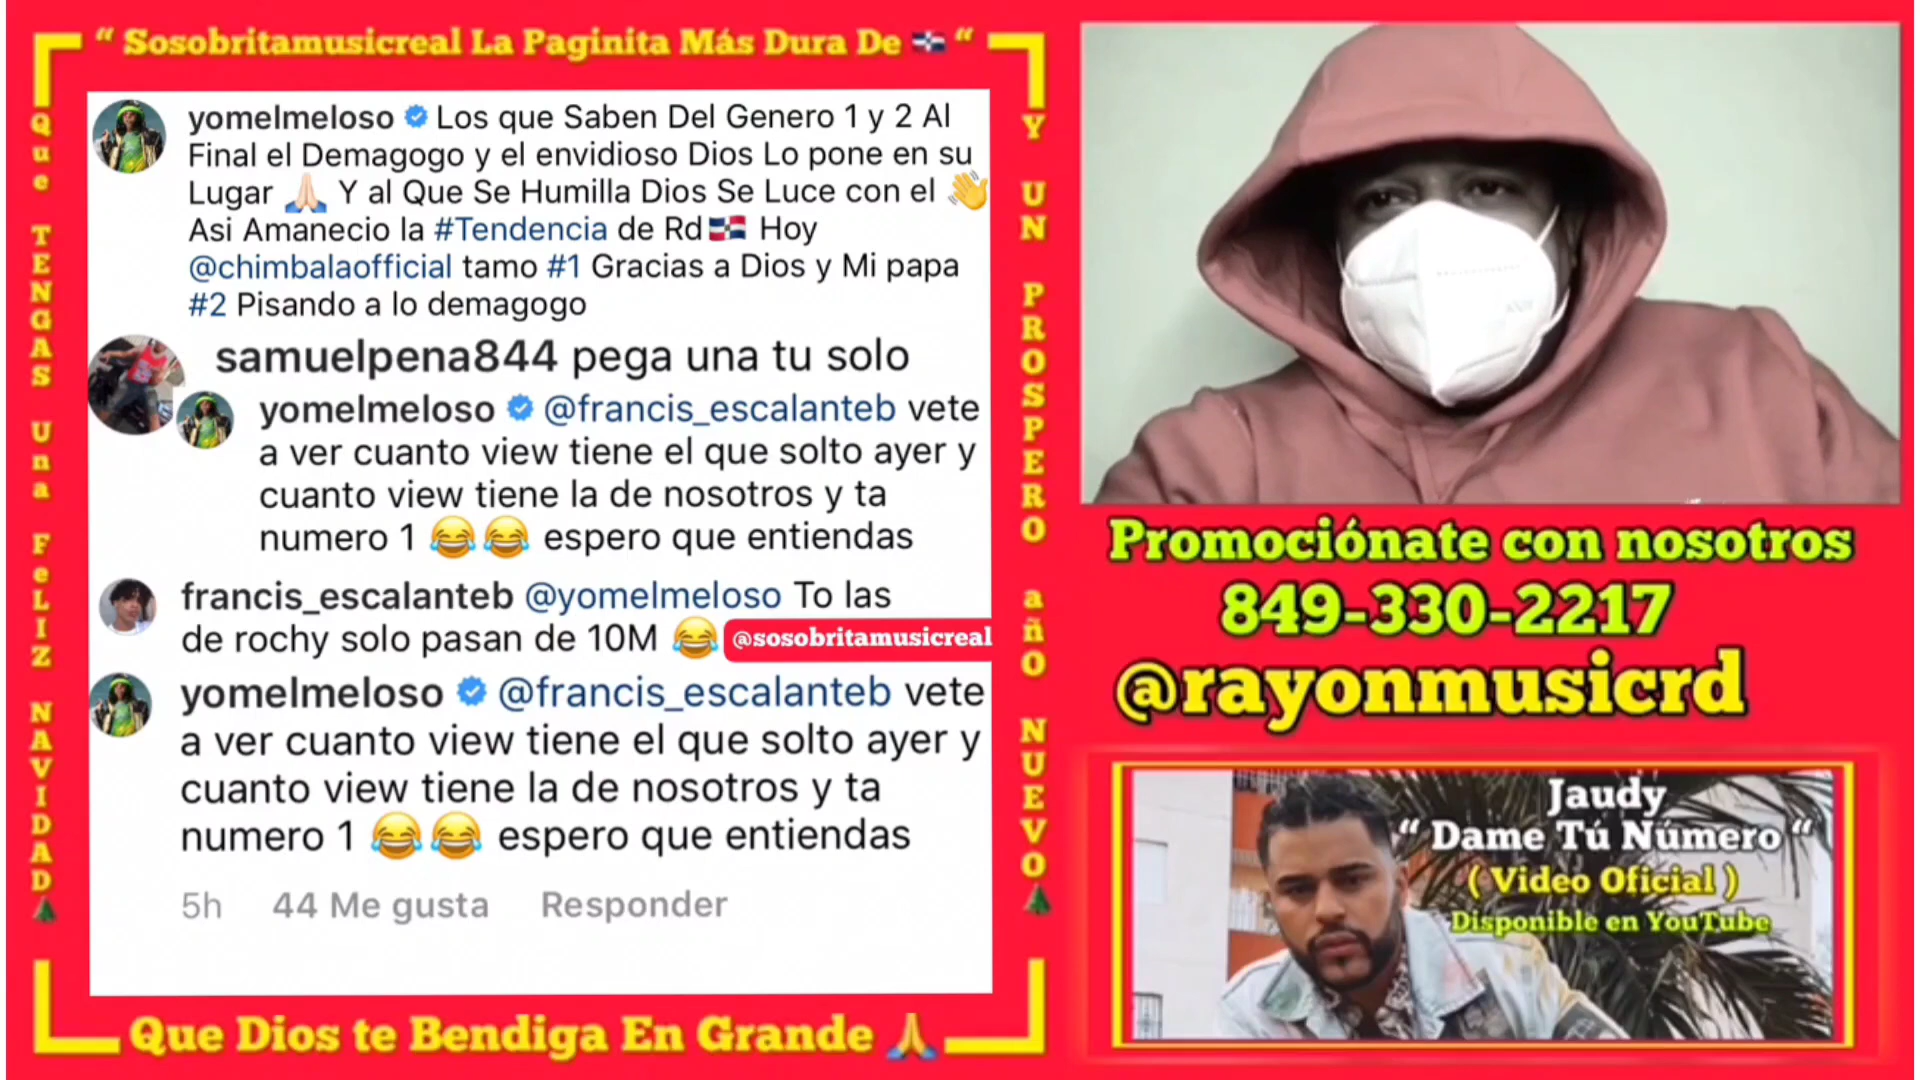 “ Sosobritamusicreal La Paginita Más Dura De 🇩🇴 “
Que TENGAS Una FeLIZ NAVIDAD🎄
yomelmeloso Los que Saben Del Genero 1 y 2 Al
Final el Demagogo y el envidioso Dios Lo pone en su
Lugar 🙏🏻 Y al Que Se Humilla Dios Se Luce con el 👋
Asi Amanecio la #Tendencia de Rd🇩🇴 Hoy
@chimbalaofficial tamo #1 Gracias a Dios y Mi papa
#2 Pisando a lo demagogo
samuelpena844 pega una tu solo
yomelmeloso @francis_escalanteb vete
a ver cuanto view tiene el que solto ayer y
cuanto view tiene la de nosotros y ta
numero 1 😂😂 espero que entiendas
francis_escalanteb @yomelmeloso To las
de rochy solo pasan de 10M 😂 @sosobritamusicreal
yomelmeloso @francis_escalanteb vete
a ver cuanto view tiene el que solto ayer y
cuanto view tiene la de nosotros y ta
numero 1 😂😂 espero que entiendas
5h 44 Me gusta Responder
Y UN PROSPERO año NUEVO🎄
Que Dios te Bendiga En Grande 🙏
Promociónate con nosotros
849-330-2217
@rayonmusicrd
Jaudy
“ Dame Tú Número “
( Video Oficial )
Disponible en YouTube